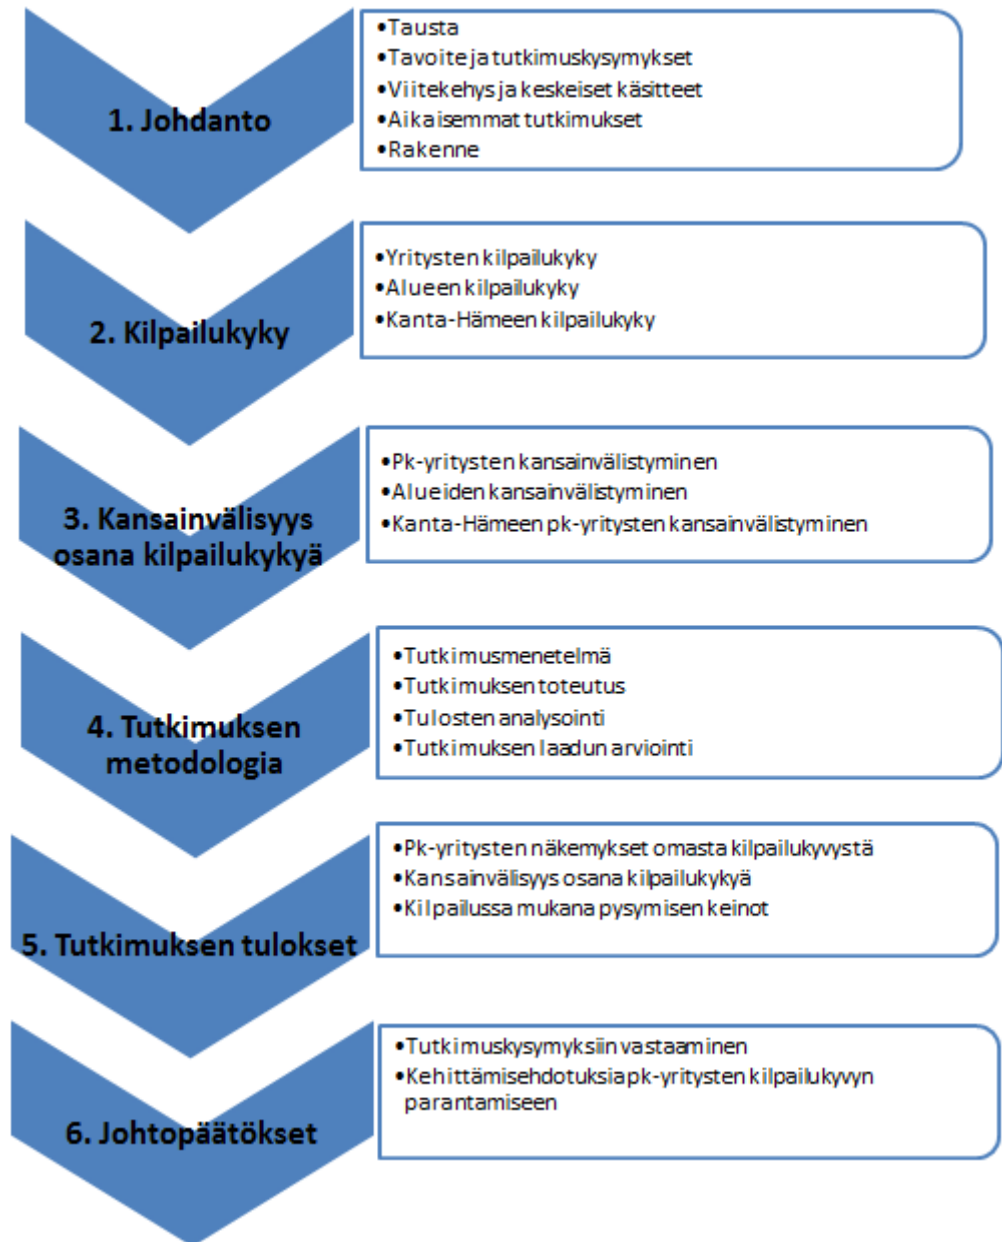 1. Johdanto
•Tausta
•Tavoite ja tutkimuskysymykset
•Viitekehys ja keskeiset käsitteet
•Aikaisemmat tutkimukset
•Rakenne
2. Kilpailukyky
•Yritysten kilpailukyky
•Alueen kilpailukyky
•Kanta-Hämeen kilpailukyky
3. Kansainvälisyys
osana kilpailukykyä
•Pk-yritysten kansainvälistyminen
•Alueiden kansainvälistyminen
•Kanta-Hämeen pk-yritysten kansainvälistyminen
4. Tutkimuksen
metodologia
•Tutkimusmenetelmä
•Tutkimuksen toteutus
•Tulosten analysointi
•Tutkimuksen laadun arviointi
5. Tutkimuksen tulokset
•Pk-yritysten näkemykset omasta kilpailukyvystä
•Kansainvälisyys osana kilpailukykyä
•Kilpailussa mukana pysymisen keinot
6. Johtopäätökset
•Tutkimuskysymyksiin vastaaminen
•Kehittämisehdotuksia pk-yritysten kilpailukyvyn
parantamiseen